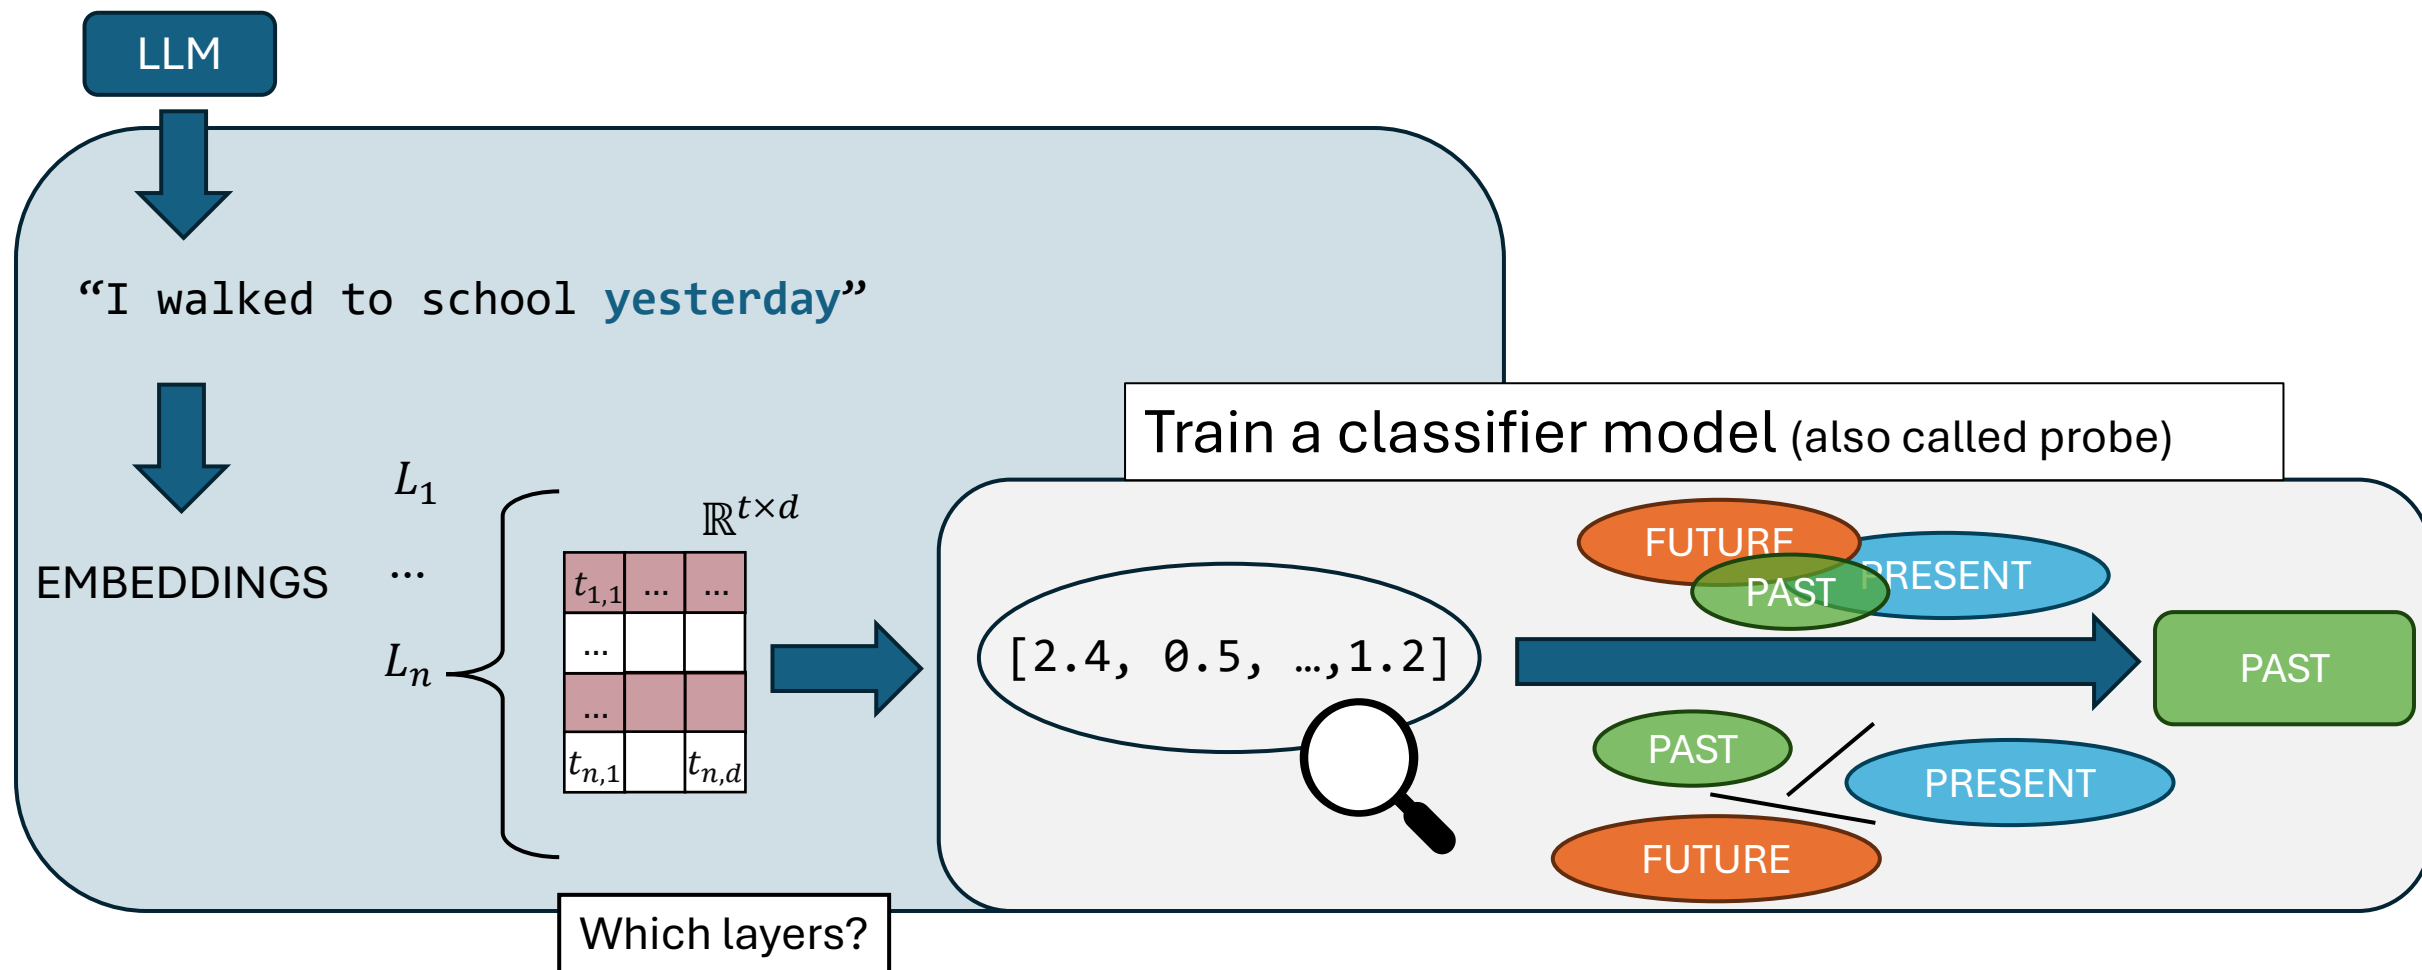 LLM
“I walked to school yesterday”
EMBEDDINGS
L₁
...
Lₙ
ℝᵗˣᵈ
t₁,₁ ... ...
...
...
tₙ,₁ tₙ,d
Which layers?
Train a classifier model (also called probe)
[2.4, 0.5, …,1.2]
FUTURE
PRESENT
PAST
PAST
PRESENT
FUTURE
PAST